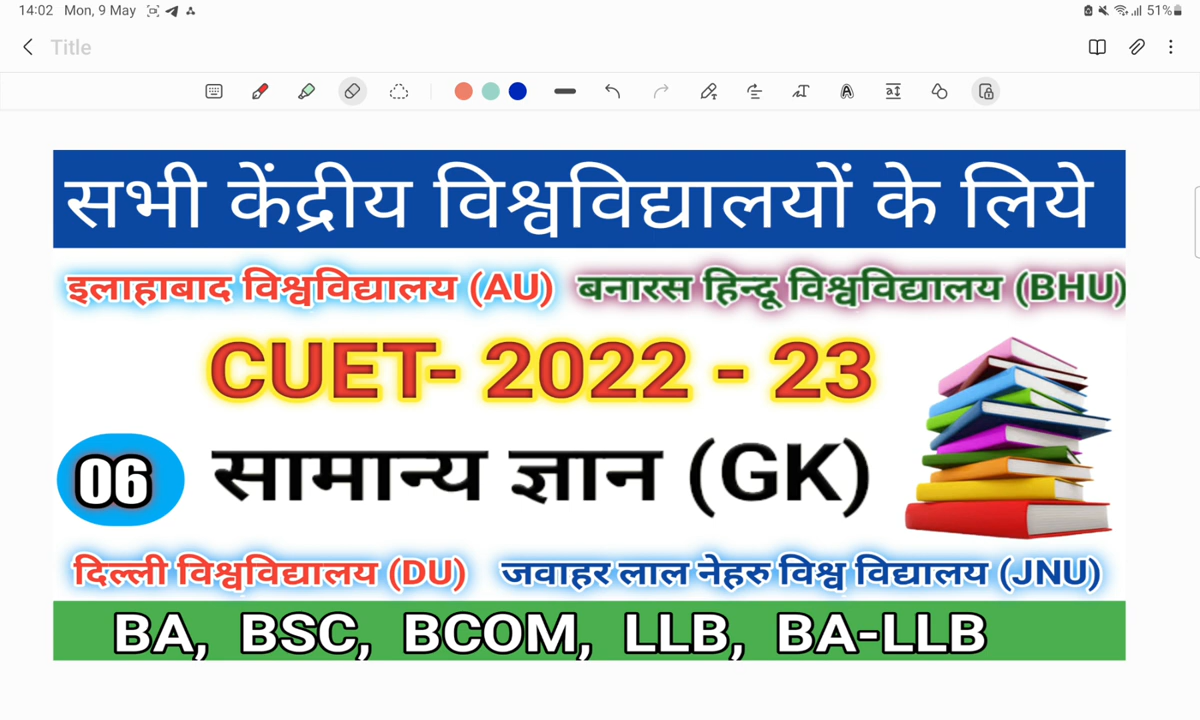 14:02 Mon, 9 May 51%
Title
सभी केंद्रीय विश्वविद्यालयों के लिये
इलाहाबाद विश्वविद्यालय (AU) बनारस हिन्दू विश्वविद्यालय (BHU)
CUET- 2022 - 23
06 सामान्य ज्ञान (GK)
दिल्ली विश्वविद्यालय (DU) जवाहर लाल नेहरु विश्व विद्यालय (JNU)
BA, BSC, BCOM, LLB, BA-LLB